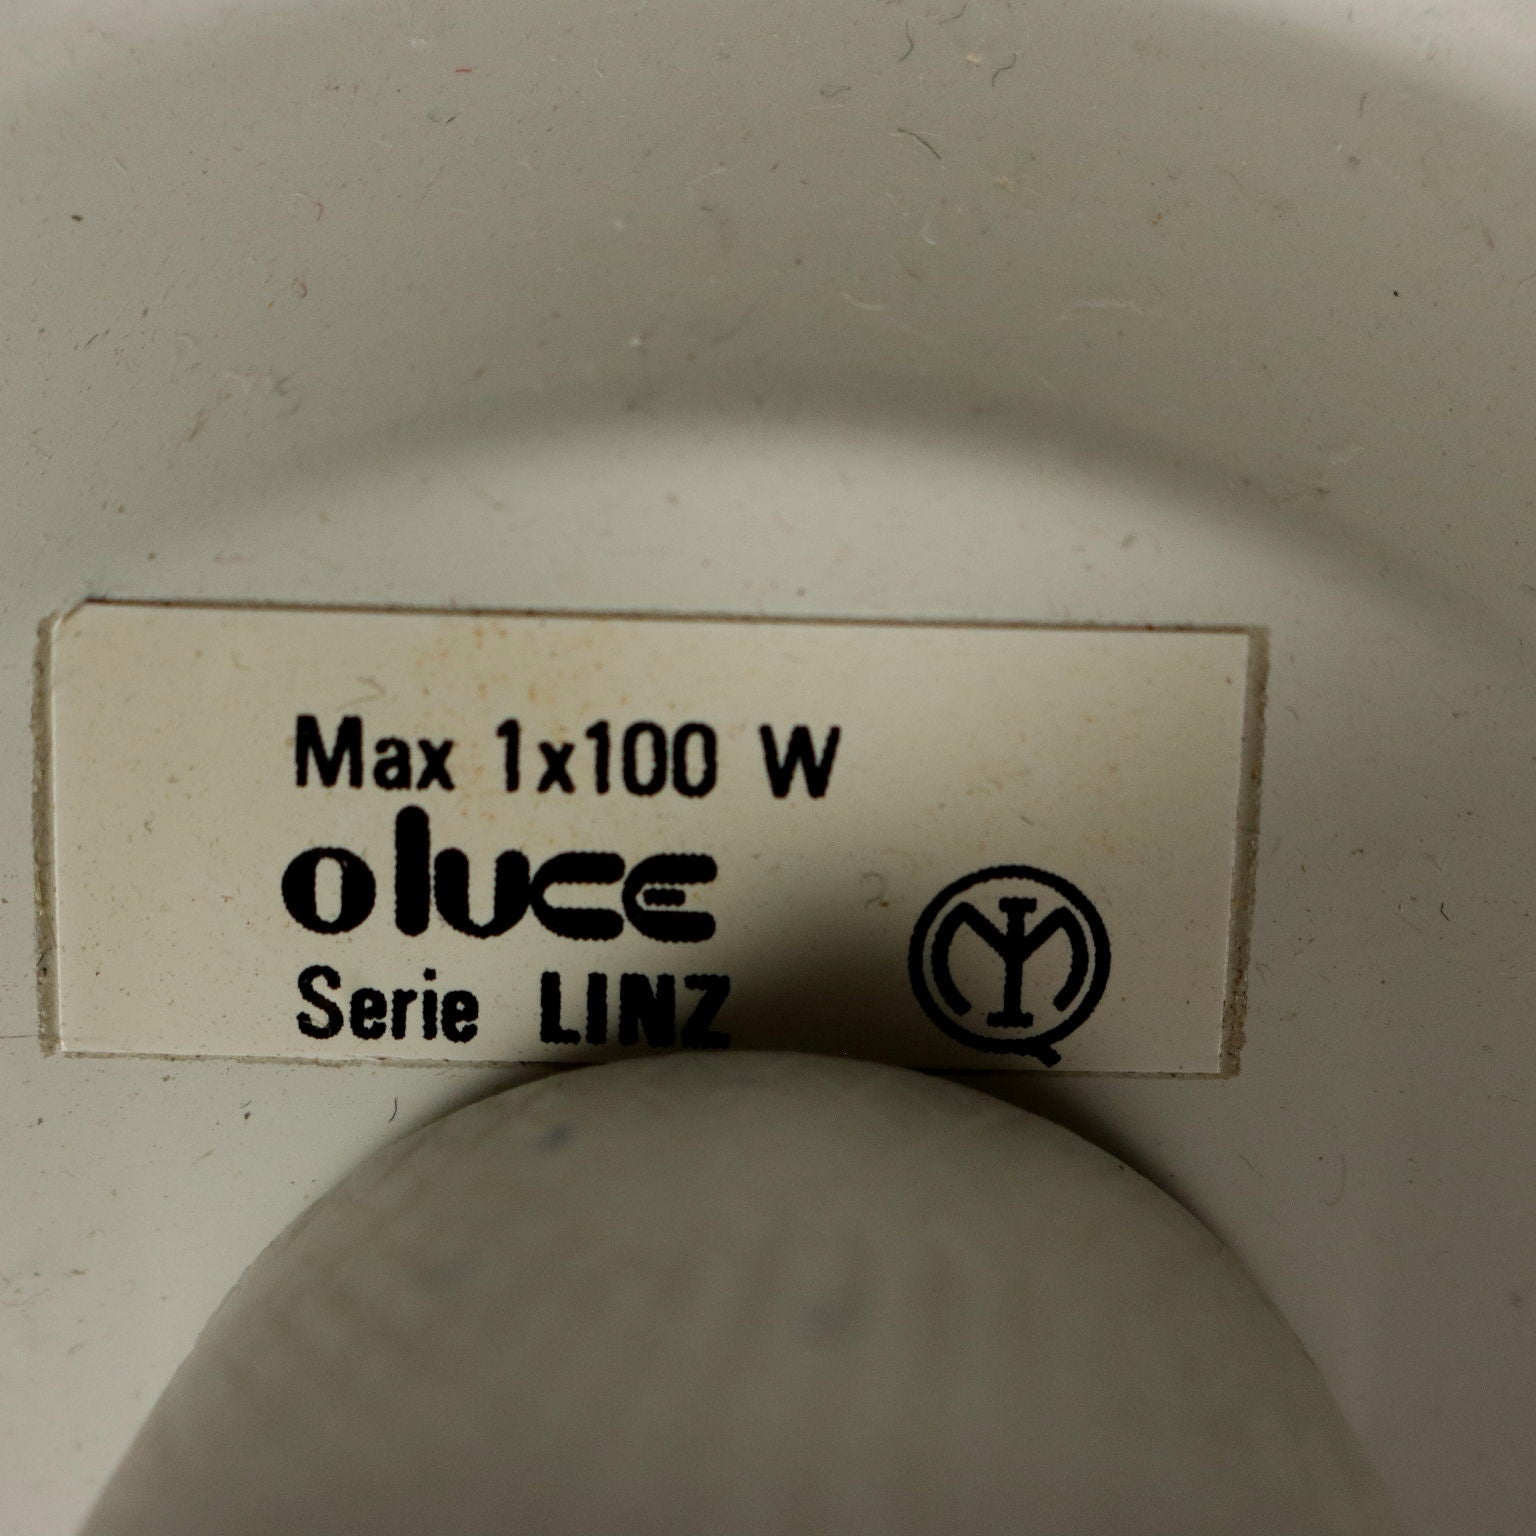 Max 1x100 W
oluce
Serie LINZ